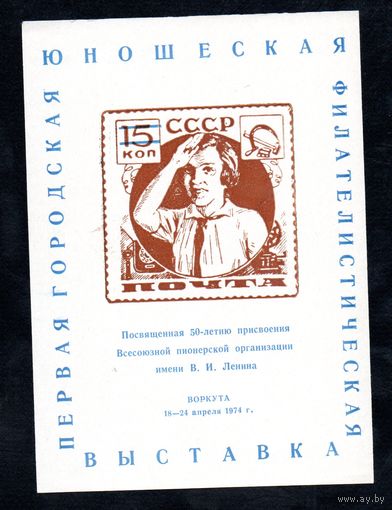 ПЕРВАЯ ГОРОДСКАЯ
ЮНОШЕСКАЯ
ФИЛАТЕЛИСТИЧЕСКАЯ
ВЫСТАВКА
15
КОП
СССР
ПОЧТА
Посвященная 50-летию присвоения
Всесоюзной пионерской организации
имени В. И. Ленина
ВОРКУТА
18—24 апреля 1974 г.
www.ay.by